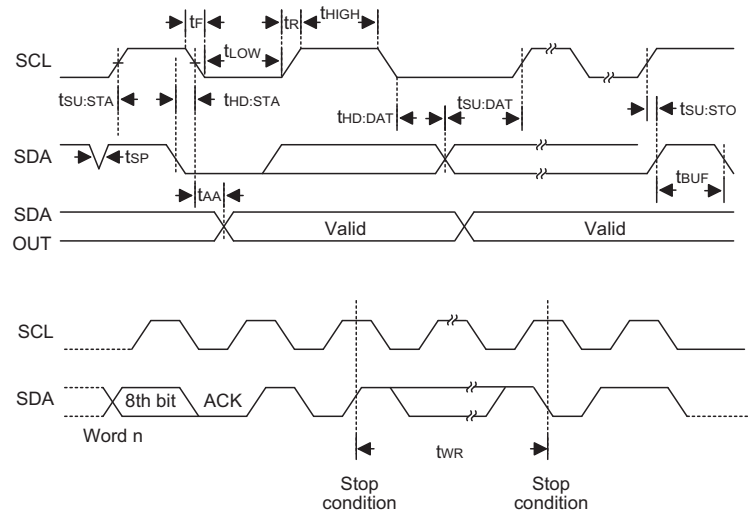 tF tR tHIGH
SCL tLOW
tSU:STA tHD:STA tHD:DAT tSU:DAT tSU:STO
SDA tSP tBUF
tAA
SDA
OUT Valid Valid
SCL
SDA 8th bit ACK
Word n
tWR
Stop
condition
Stop
condition